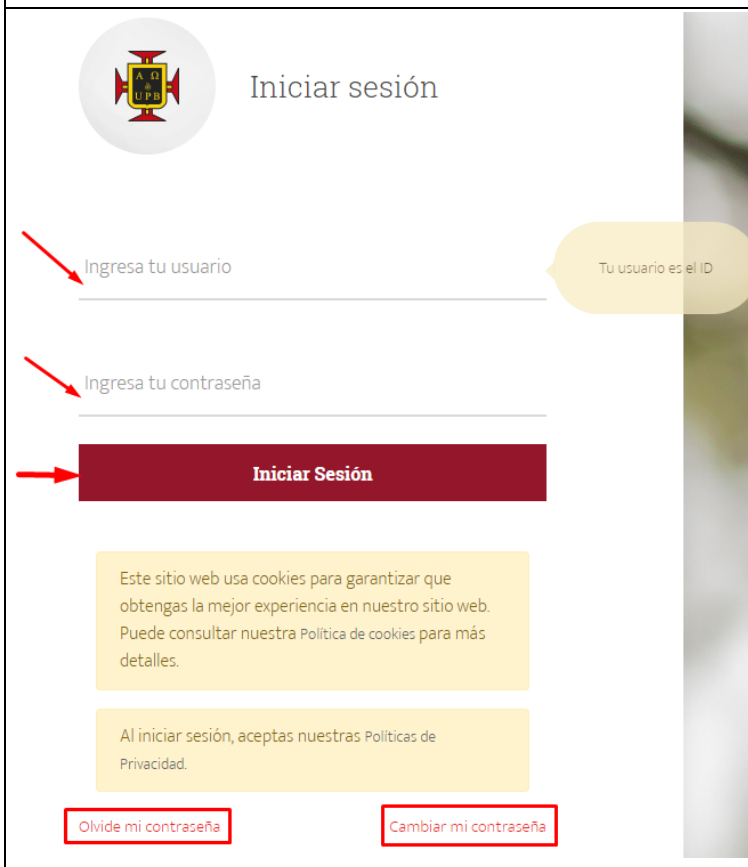 Α Ω
&
UPB
Iniciar sesión
Ingresa tu usuario
Tu usuario es el ID
Ingresa tu contraseña
Iniciar Sesión
Este sitio web usa cookies para garantizar que
obtengas la mejor experiencia en nuestro sitio web.
Puede consultar nuestra Política de cookies para más
detalles.
Al iniciar sesión, aceptas nuestras Políticas de
Privacidad.
Olvide mi contraseña
Cambiar mi contraseña